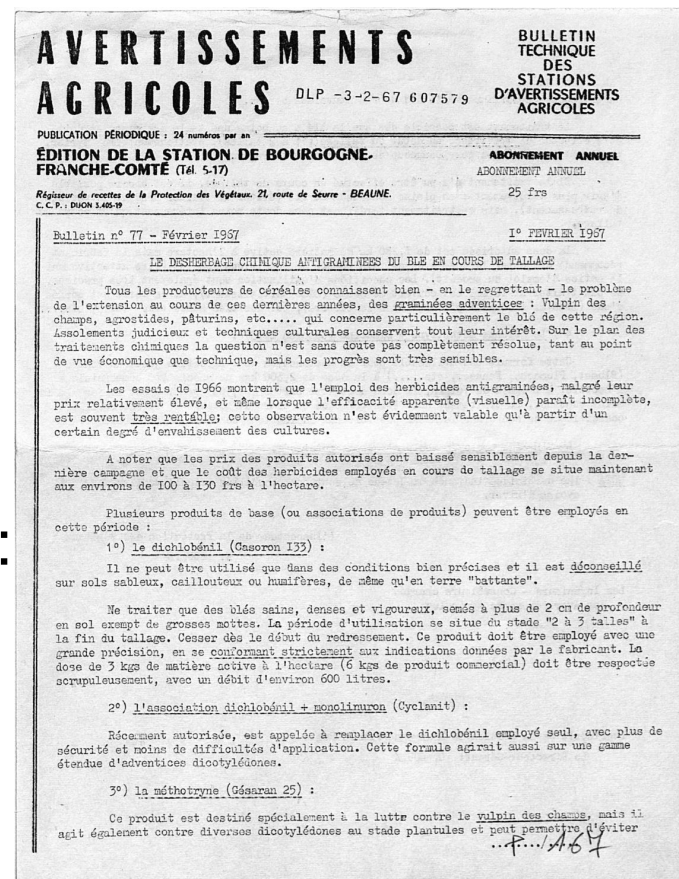 AVERTISSEMENTS
AGRICOLES
DLP -3-2-67 607579
BULLETIN
TECHNIQUE
DES
STATIONS
D'AVERTISSEMENTS
AGRICOLES
PUBLICATION PÉRIODIQUE : 24 numéros par an
ÉDITION DE LA STATION DE BOURGOGNE-
FRANCHE-COMTÉ (Tél. 5-17)
Régisseur de recettes de la Protection des Végétaux. 21, route de Seurre - BEAUNE.
C. C. P. : DIJON 3.405-19
ABONNEMENT ANNUEL
ABONNEMENT ANNUEL
25 frs
Bulletin n° 77 - Février I967
I° FEVRIER I967
LE DESHERBAGE CHIMIQUE ANTIGRAMINEES DU BLE EN COURS DE TALLAGE
Tous les producteurs de céréales connaissent bien - en le regrettant - le problème
de l'extension au cours de ces dernières années, des graminées adventices : Vulpin des
champs, agrostides, pâturins, etc..... qui concerne particulièrement le blé de cette région.
Assolements judicieux et techniques culturales conservent tout leur intérêt. Sur le plan des
traitements chimiques la question n'est sans doute pas complètement résolue, tant au point
de vue économique que technique, mais les progrès sont très sensibles.
Les essais de I966 montrent que l'emploi des herbicides antigraminées, malgré leur
prix relativement élevé, et même lorsque l'efficacité apparente (visuelle) paraît incomplète,
est souvent très rentable; cette observation n'est évidemment valable qu'à partir d'un
certain degré d'envahissement des cultures.
A noter que les prix des produits autorisés ont baissé sensiblement depuis la der-
nière campagne et que le coût des herbicides employés en cours de tallage se situe maintenant
aux environs de I00 à I30 frs à l'hectare.
Plusieurs produits de base (ou associations de produits) peuvent être employés en
cette période :
1°) le dichlobénil (Casoron I33) :
Il ne peut être utilisé que dans des conditions bien précises et il est déconseillé
sur sols sableux, caillouteux ou humifères, de même qu'en terre "battante".
Ne traiter que des blés sains, denses et vigoureux, semés à plus de 2 cm de profondeur
en sol exempt de grosses mottes. La période d'utilisation se situe du stade "2 à 3 talles" à
la fin du tallage. Cesser dès le début du redressement. Ce produit doit être employé avec une
grande précision, en se conformant strictement aux indications données par le fabricant. La
dose de 3 kgs de matière active à l'hectare (6 kgs de produit commercial) doit être respectée
scrupuleusement, avec un débit d'environ 600 litres.
2°) l'association dichlobénil + monolinuron (Cyclanit) :
Récemment autorisée, est appelée à remplacer le dichlobénil employé seul, avec plus de
sécurité et moins de difficultés d'application. Cette formule agirait aussi sur une gamme
étendue d'adventices dicotylédones.
3°) la méthotryne (Gésaran 25) :
Ce produit est destiné spécialement à la lutte contre le vulpin des champs, mais il
agit également contre diverses dicotylédones au stade plantules et peut permettre d'éviter